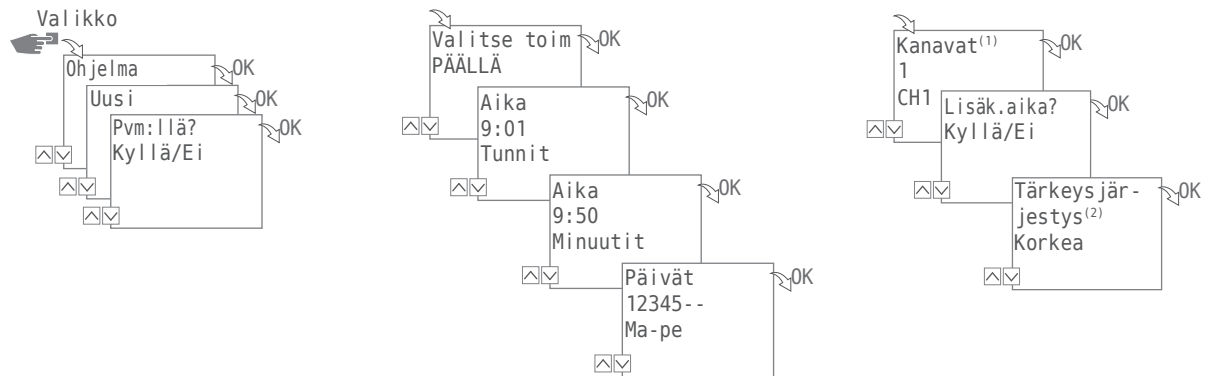 Valikko
Ohjelma
OK
Uusi
OK
Pvm:llä?
OK
Kyllä/Ei
Valitse toim
OK
PÄÄLLÄ
Aika
OK
9:01
Tunnit
Aika
OK
9:50
Minuutit
Päivät
OK
12345--
Ma-pe
Kanavat(1)
OK
1
CH1
Lisäk.aika?
OK
Kyllä/Ei
Tärkeysjär-
OK
jestys(2)
Korkea